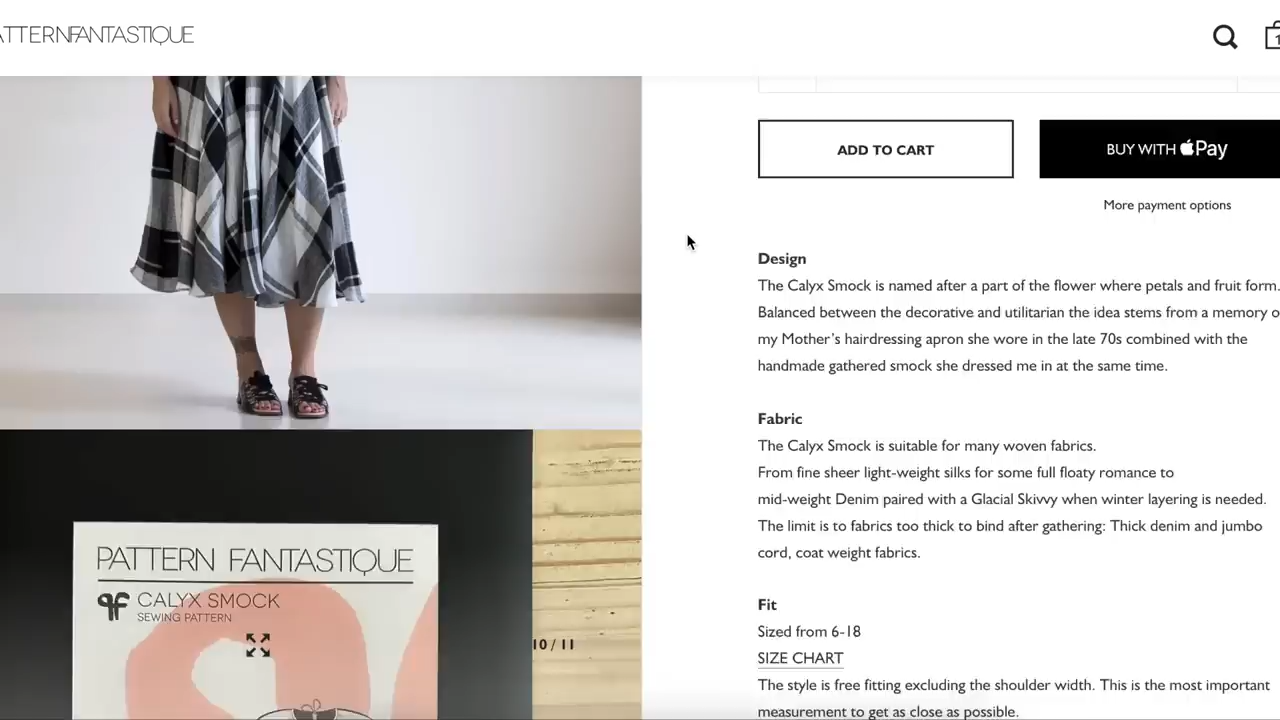 PATTERNFANTASTIQUE
1
ADD TO CART
BUY WITH Pay
More payment options
Design
The Calyx Smock is named after a part of the flower where petals and fruit form.
Balanced between the decorative and utilitarian the idea stems from a memory o
my Mother's hairdressing apron she wore in the late 70s combined with the
handmade gathered smock she dressed me in at the same time.
Fabric
The Calyx Smock is suitable for many woven fabrics.
From fine sheer light-weight silks for some full floaty romance to
mid-weight Denim paired with a Glacial Skivvy when winter layering is needed.
The limit is to fabrics too thick to bind after gathering: Thick denim and jumbo
cord, coat weight fabrics.
Fit
Sized from 6-18
SIZE CHART
The style is free fitting excluding the shoulder width. This is the most important
measurement to get as close as possible.
PATTERN FANTASTIQUE
pf CALYX SMOCK
SEWING PATTERN
10 / 11